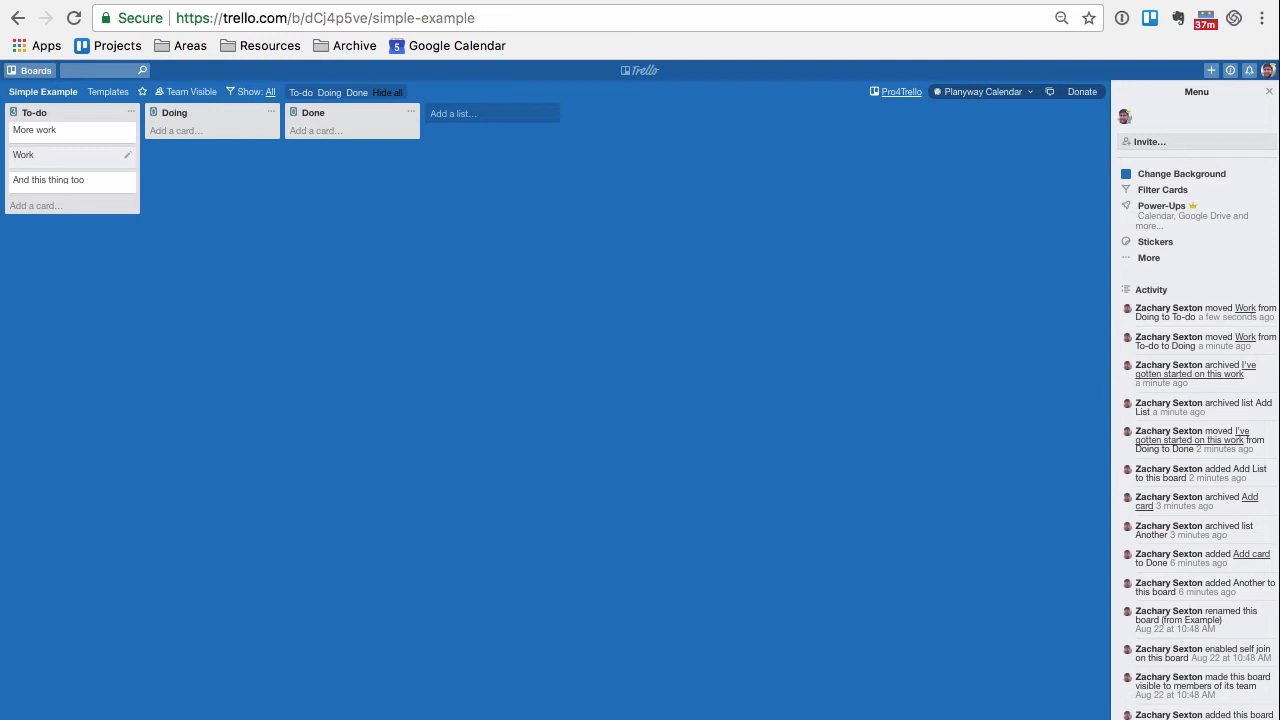 Secure https://trello.com/b/dCj4p5ve/simple-example
37m
Apps Projects Areas Resources Archive 5 Google Calendar
Boards Trello
Simple Example Templates Team Visible Show: All To-do Doing Done Hide all Pro4Trello Planyway Calendar Donate
3 To-do
More work
Work
And this thing too
Add a card…
0 Doing
Add a card…
0 Done
Add a card…
Add a list…
Menu
Invite…
Change Background
Filter Cards
Power-Ups
Calendar, Google Drive and
more…
Stickers
More
Activity
Zachary Sexton moved Work from
Doing to To-do a few seconds ago
Zachary Sexton moved Work from
To-do to Doing a minute ago
Zachary Sexton archived I've
gotten started on this work
a minute ago
Zachary Sexton archived list Add
List a minute ago
Zachary Sexton moved I've
gotten started on this work from
Doing to Done 2 minutes ago
Zachary Sexton added Add List
to this board 2 minutes ago
Zachary Sexton archived Add
card 3 minutes ago
Zachary Sexton archived list
Another 3 minutes ago
Zachary Sexton added Add card
to Done 6 minutes ago
Zachary Sexton added Another to
this board 6 minutes ago
Zachary Sexton renamed this
board (from Example)
Aug 22 at 10:48 AM
Zachary Sexton enabled self join
on this board Aug 22 at 10:48 AM
Zachary Sexton made this board
visible to members of its team
Aug 22 at 10:48 AM
Zachary Sexton added this board